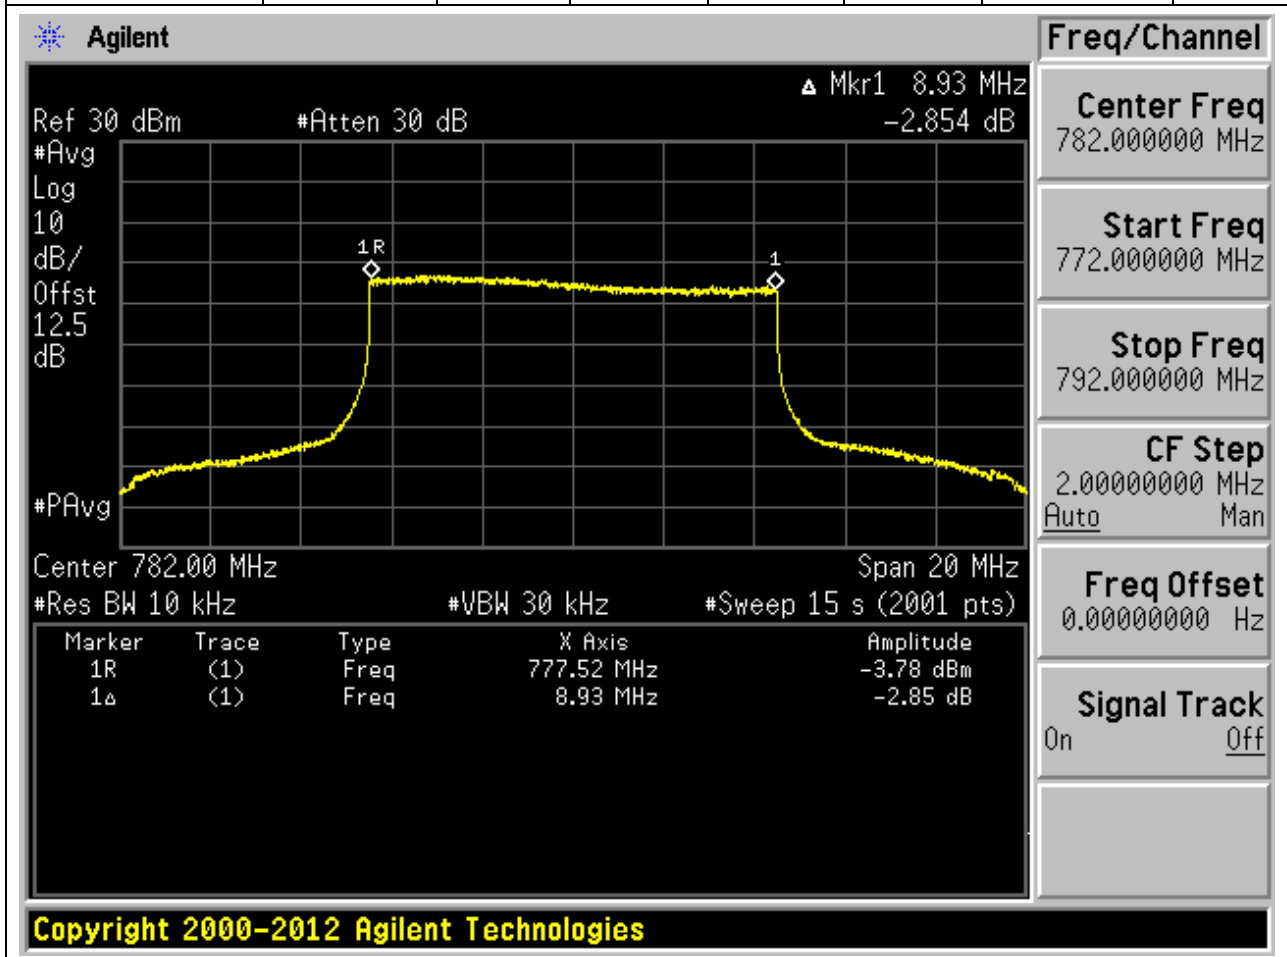 Agilent
Freq/Channel
Δ Mkr1 8.93 MHz
Ref 30 dBm #Atten 30 dB -2.854 dB
#Avg
Log
10
dB/
Offst
12.5
dB
1R
1
#PAvg
Center 782.00 MHz Span 20 MHz
#Res BW 10 kHz #VBW 30 kHz #Sweep 15 s (2001 pts)
Marker Trace Type X Axis Amplitude
1R (1) Freq 777.52 MHz -3.78 dBm
1Δ (1) Freq 8.93 MHz -2.85 dB
Center Freq
782.000000 MHz
Start Freq
772.000000 MHz
Stop Freq
792.000000 MHz
CF Step
2.00000000 MHz
Auto Man
Freq Offset
0.00000000 Hz
Signal Track
On Off
Copyright 2000-2012 Agilent Technologies